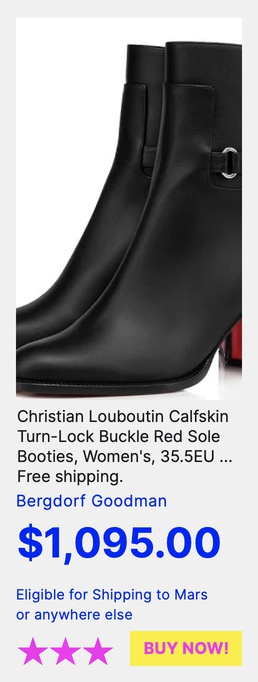 Christian Louboutin Calfskin
Turn-Lock Buckle Red Sole
Booties, Women's, 35.5EU ...
Free shipping.
Bergdorf Goodman
$1,095.00
Eligible for Shipping to Mars
or anywhere else
BUY NOW!